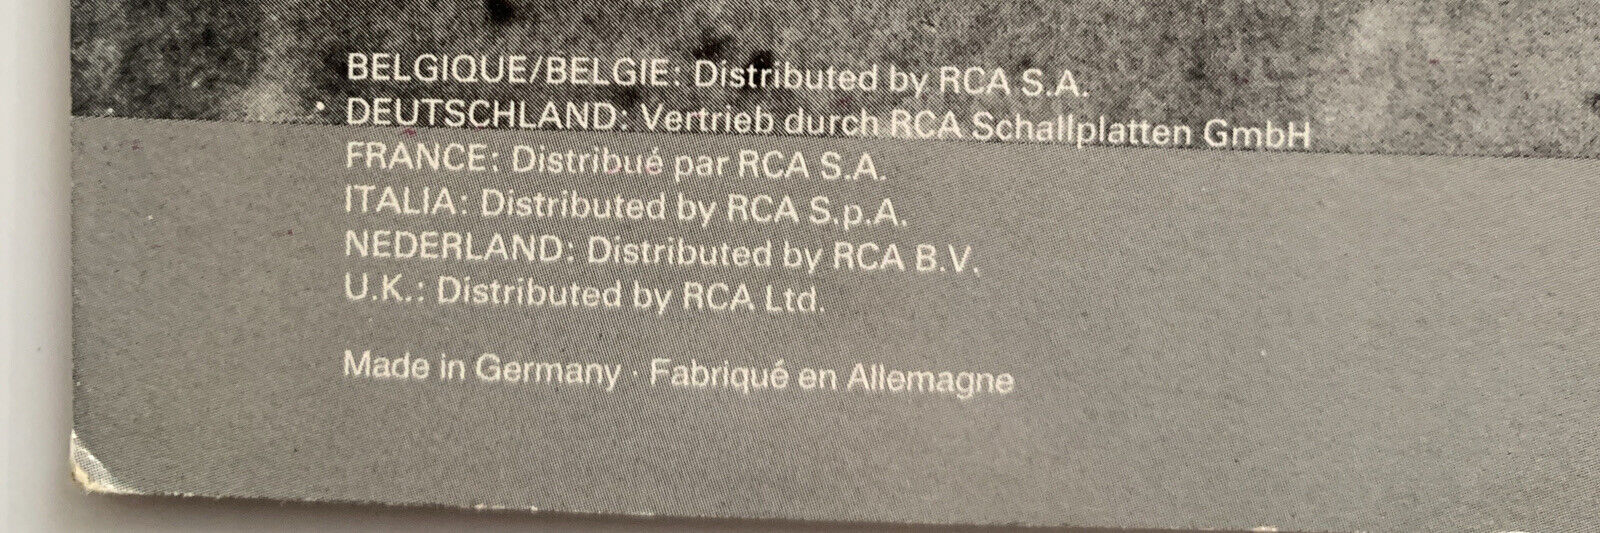 BELGIQUE/BELGIE: Distributed by RCA S.A.
DEUTSCHLAND: Vertrieb durch RCA Schallplatten GmbH
FRANCE: Distribué par RCA S.A.
ITALIA: Distributed by RCA S.p.A.
NEDERLAND: Distributed by RCA B.V.
U.K.: Distributed by RCA Ltd.
Made in Germany · Fabriqué en Allemagne